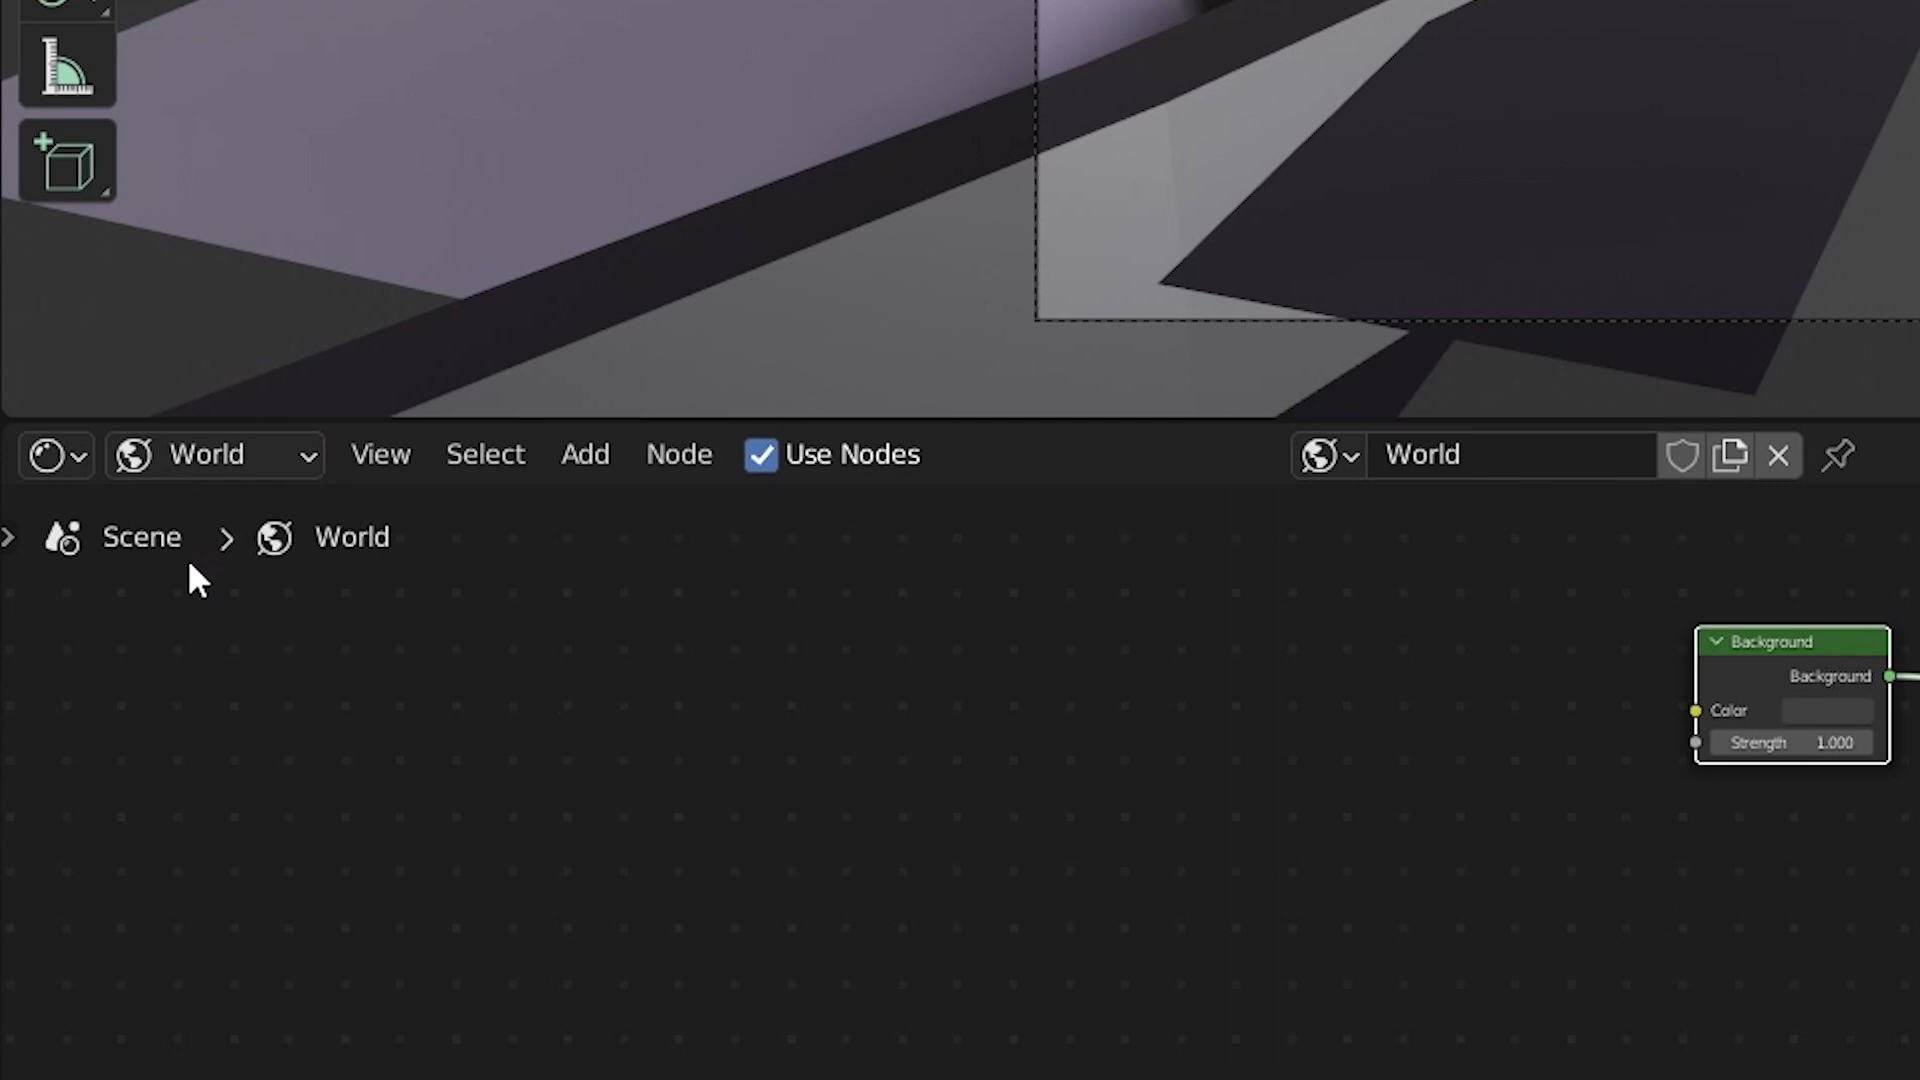 World View Select Add Node Use Nodes World
Scene > World
Background
Background
Color
Strength 1.000